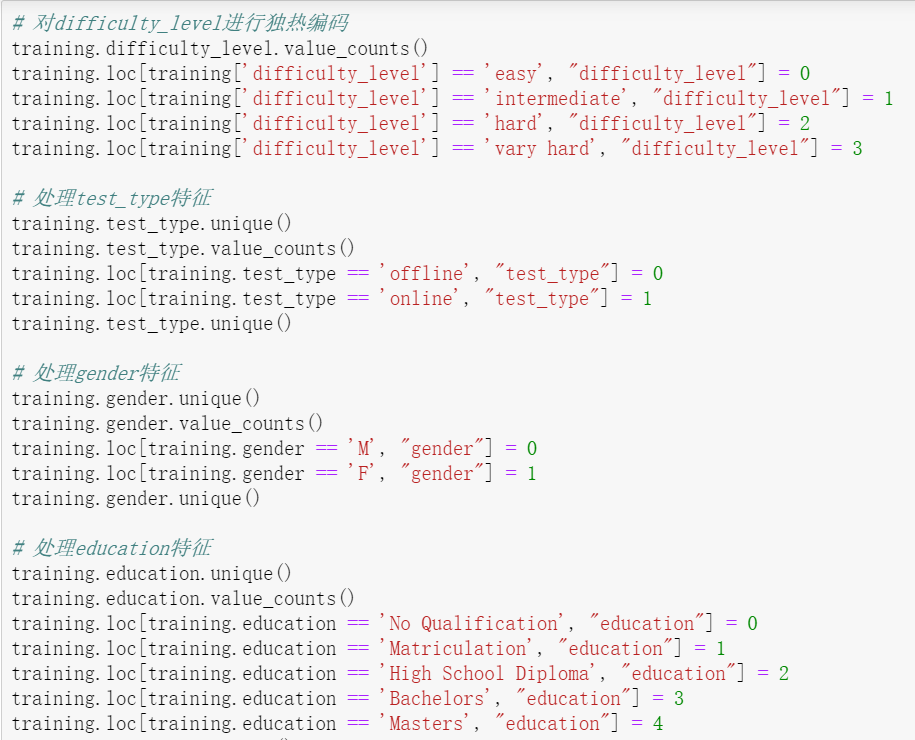 # 对difficulty_level进行独热编码
training.difficulty_level.value_counts()
training.loc[training['difficulty_level'] == 'easy', "difficulty_level"] = 0
training.loc[training['difficulty_level'] == 'intermediate', "difficulty_level"] = 1
training.loc[training['difficulty_level'] == 'hard', "difficulty_level"] = 2
training.loc[training['difficulty_level'] == 'vary hard', "difficulty_level"] = 3
# 处理test_type特征
training.test_type.unique()
training.test_type.value_counts()
training.loc[training.test_type == 'offline', "test_type"] = 0
training.loc[training.test_type == 'online', "test_type"] = 1
training.test_type.unique()
# 处理gender特征
training.gender.unique()
training.gender.value_counts()
training.loc[training.gender == 'M', "gender"] = 0
training.loc[training.gender == 'F', "gender"] = 1
training.gender.unique()
# 处理education特征
training.education.unique()
training.education.value_counts()
training.loc[training.education == 'No Qualification', "education"] = 0
training.loc[training.education == 'Matriculation', "education"] = 1
training.loc[training.education == 'High School Diploma', "education"] = 2
training.loc[training.education == 'Bachelors', "education"] = 3
training.loc[training.education == 'Masters', "education"] = 4